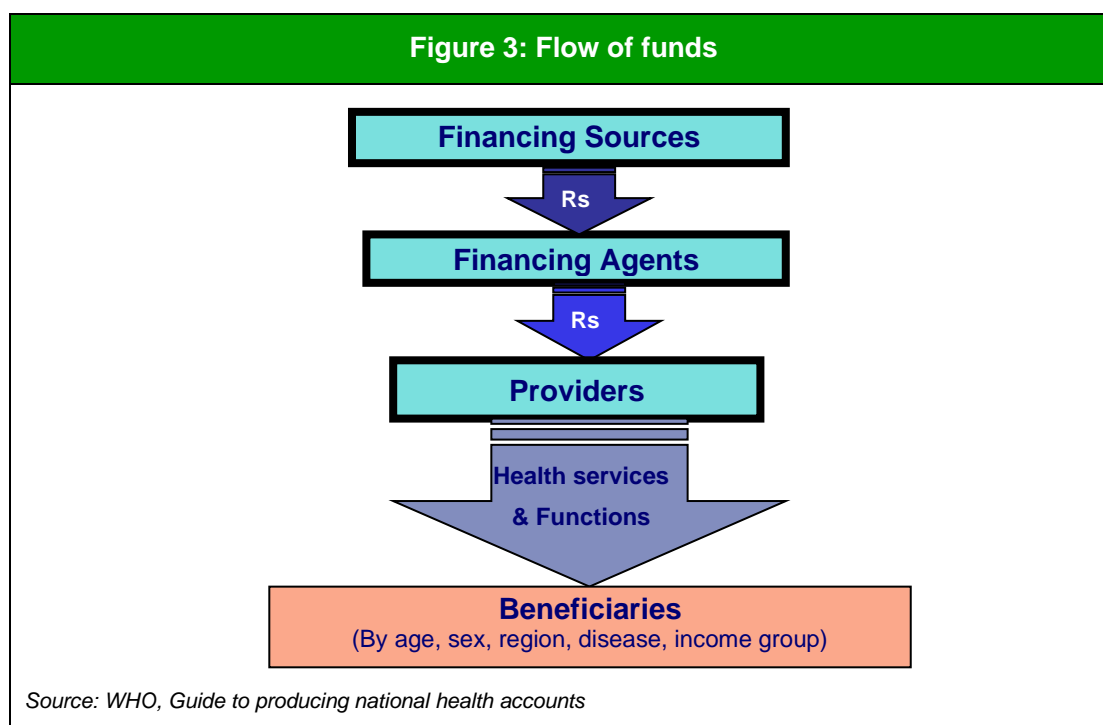 Figure 3: Flow of funds
Financing Sources
Rs
Financing Agents
Rs
Providers
Health services
& Functions
Beneficiaries
(By age, sex, region, disease, income group)
Source: WHO, Guide to producing national health accounts